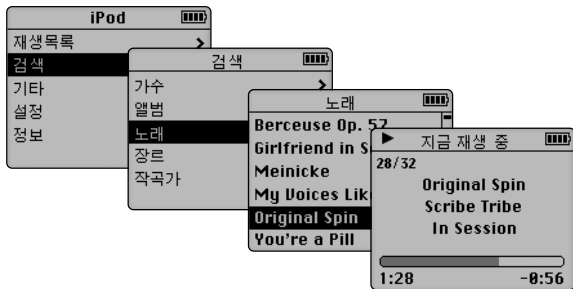 iPod
재생목록
검색
기타
설정
정보
검색
가수
앨범
노래
장르
작곡가
노래
Berceuse Op. 57
Girlfriend in S
Meinicke
My Voices Lik
Original Spin
You're a Pill
지금 재생 중
28/32
Original Spin
Scribe Tribe
In Session
1:28 -0:56